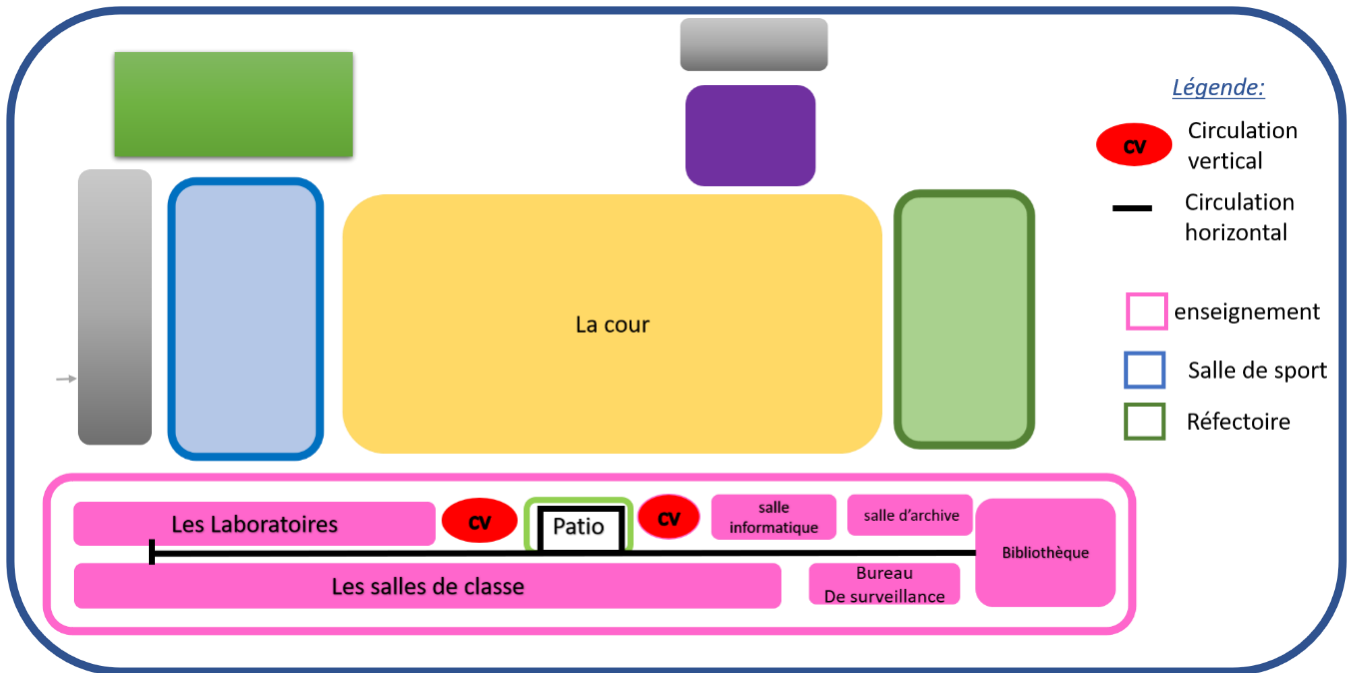 Légende:
CV
Circulation
vertical
Circulation
horizontal
enseignement
Salle de sport
Réfectoire
La cour
Les Laboratoires
CV
Patio
CV
salle
informatique
salle d'archive
Bibliothèque
Les salles de classe
Bureau
De surveillance